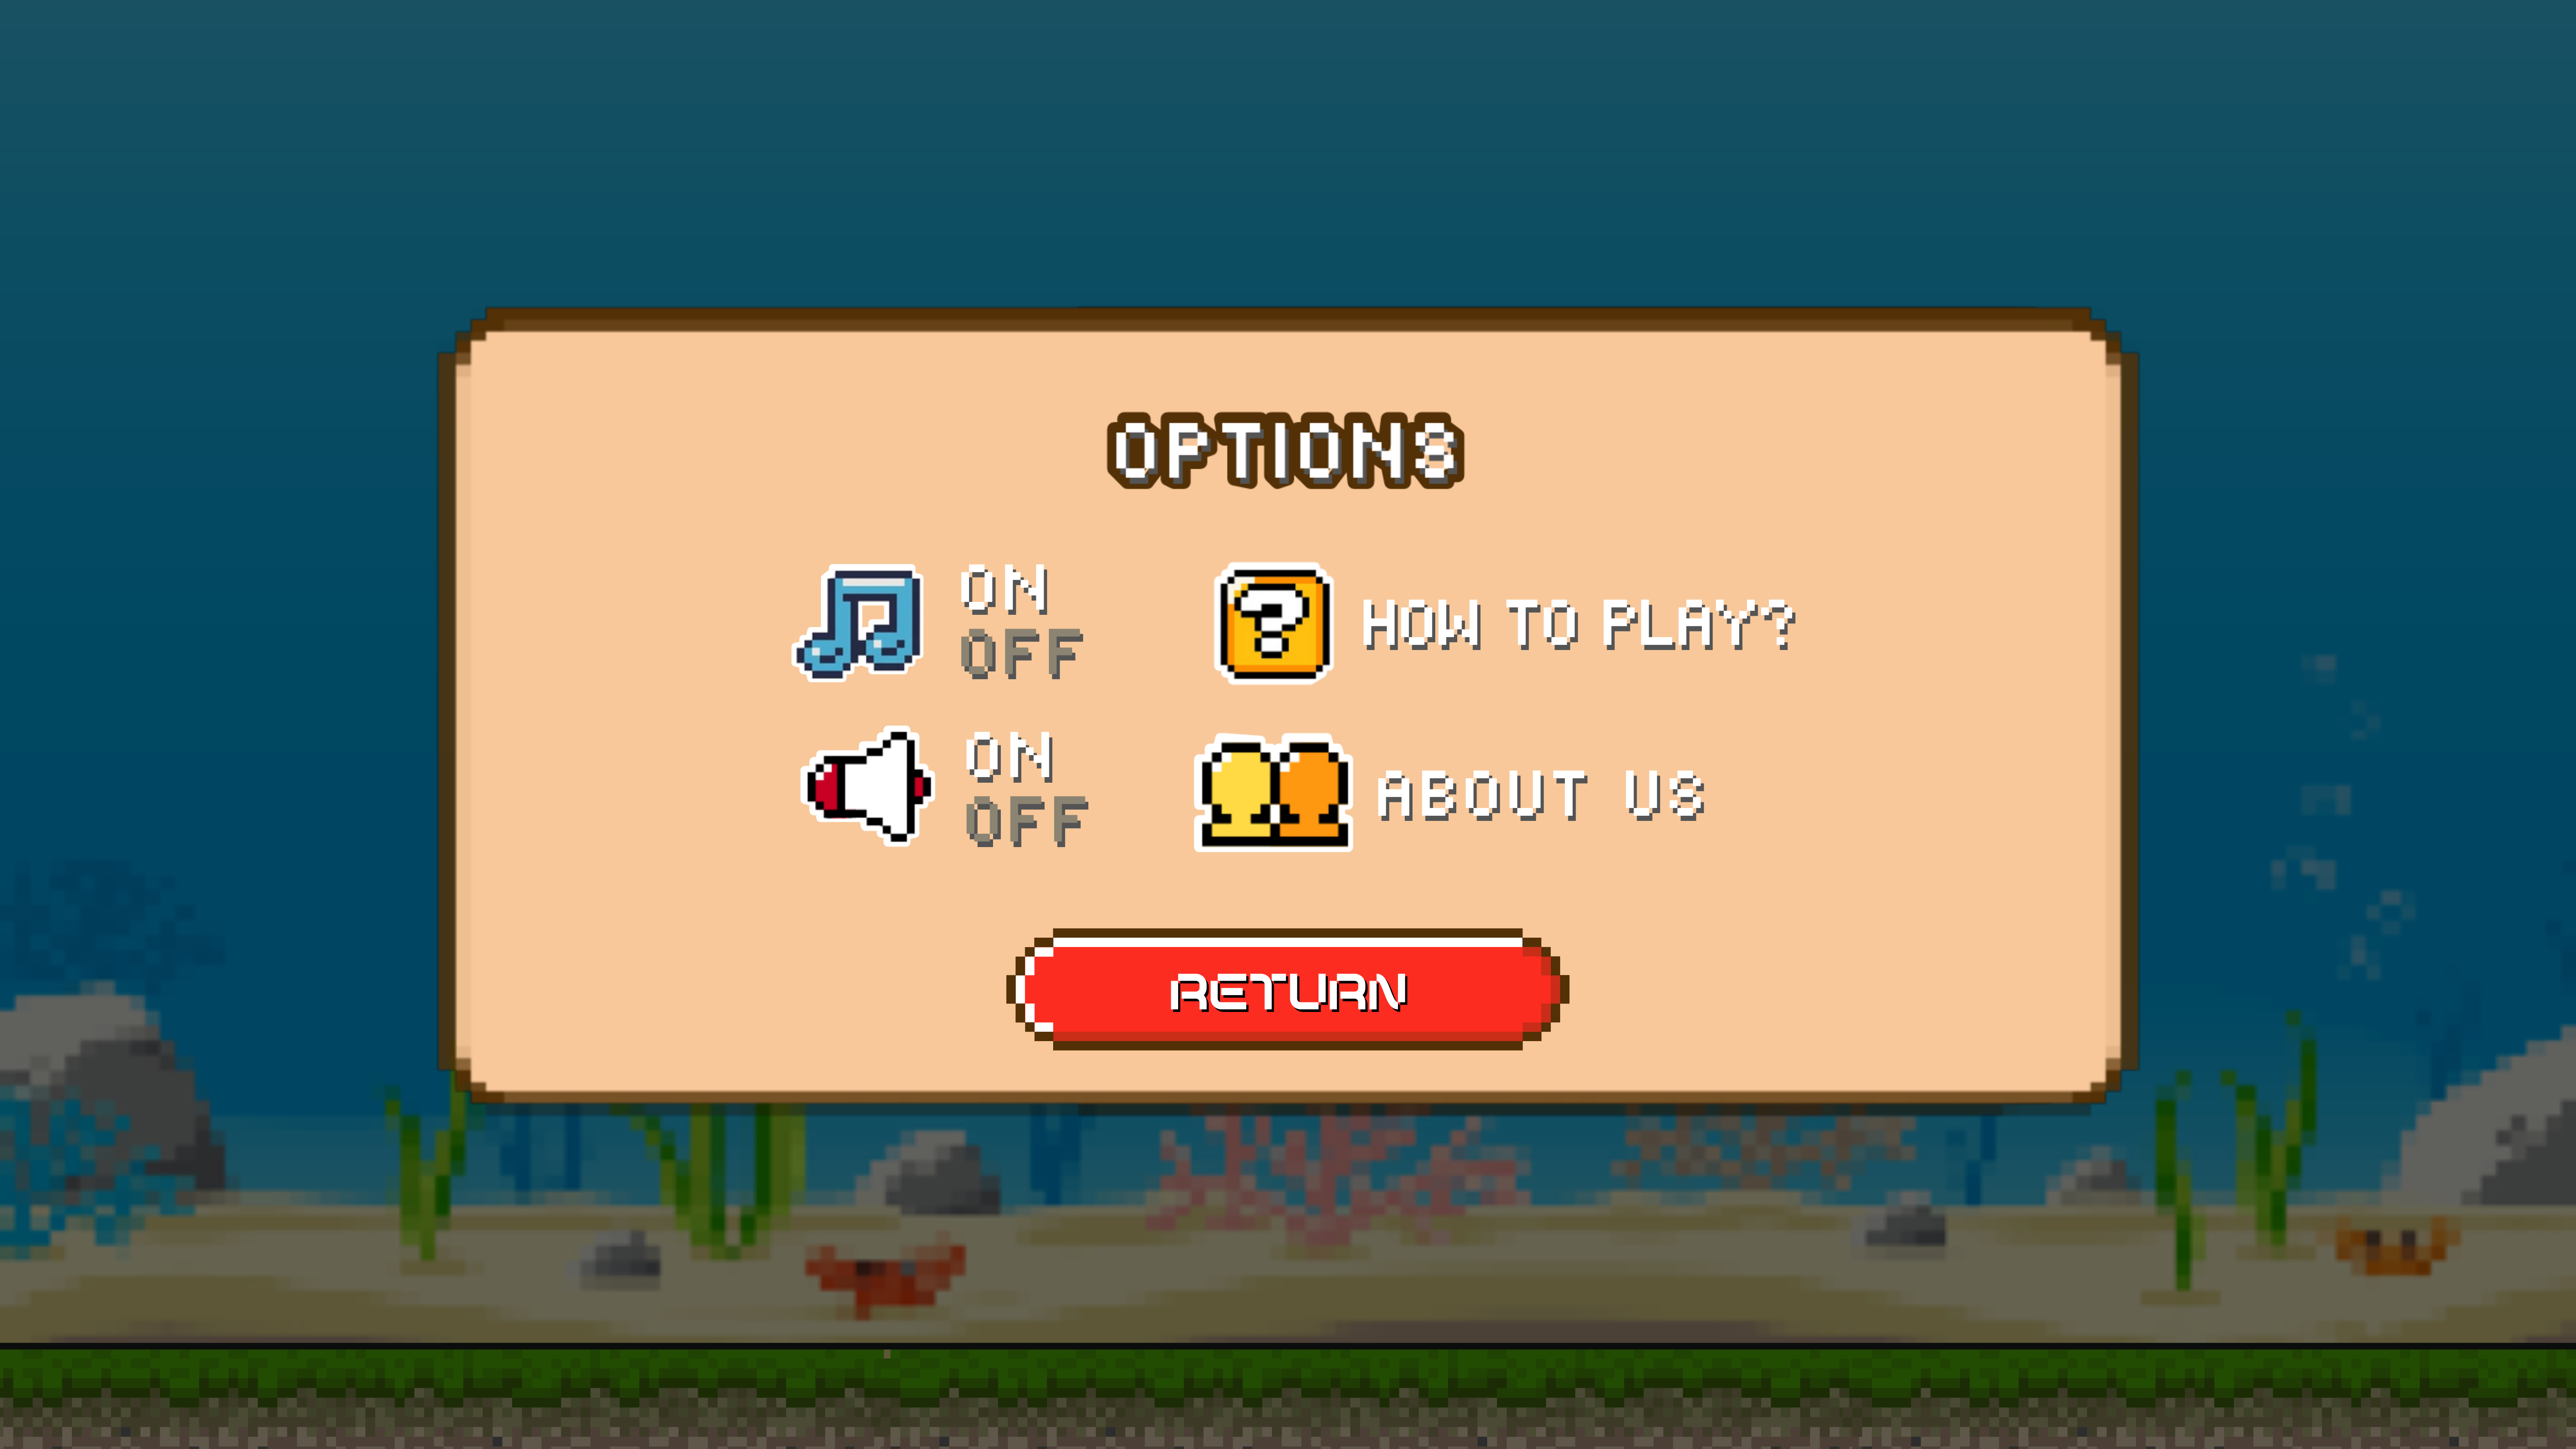 OPTIONS
ON
OFF
HOW TO PLAY?
ON
OFF
ABOUT US
RETURN